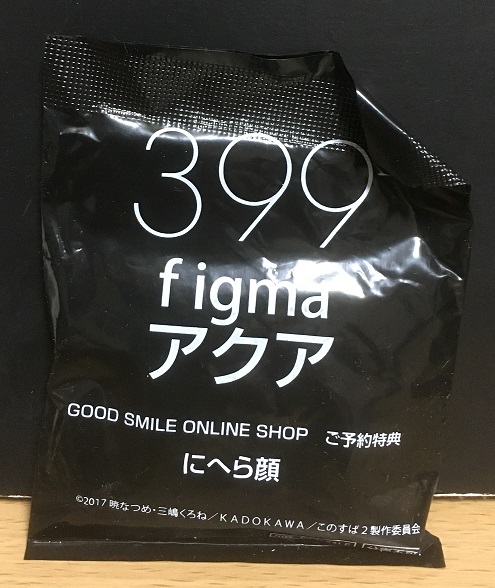 399
figma
アクア
GOOD SMILE ONLINE SHOP ご予約特典
にへら顔
©2017 暁なつめ・三嶋くろね／KADOKAWA／このすば2製作委員会